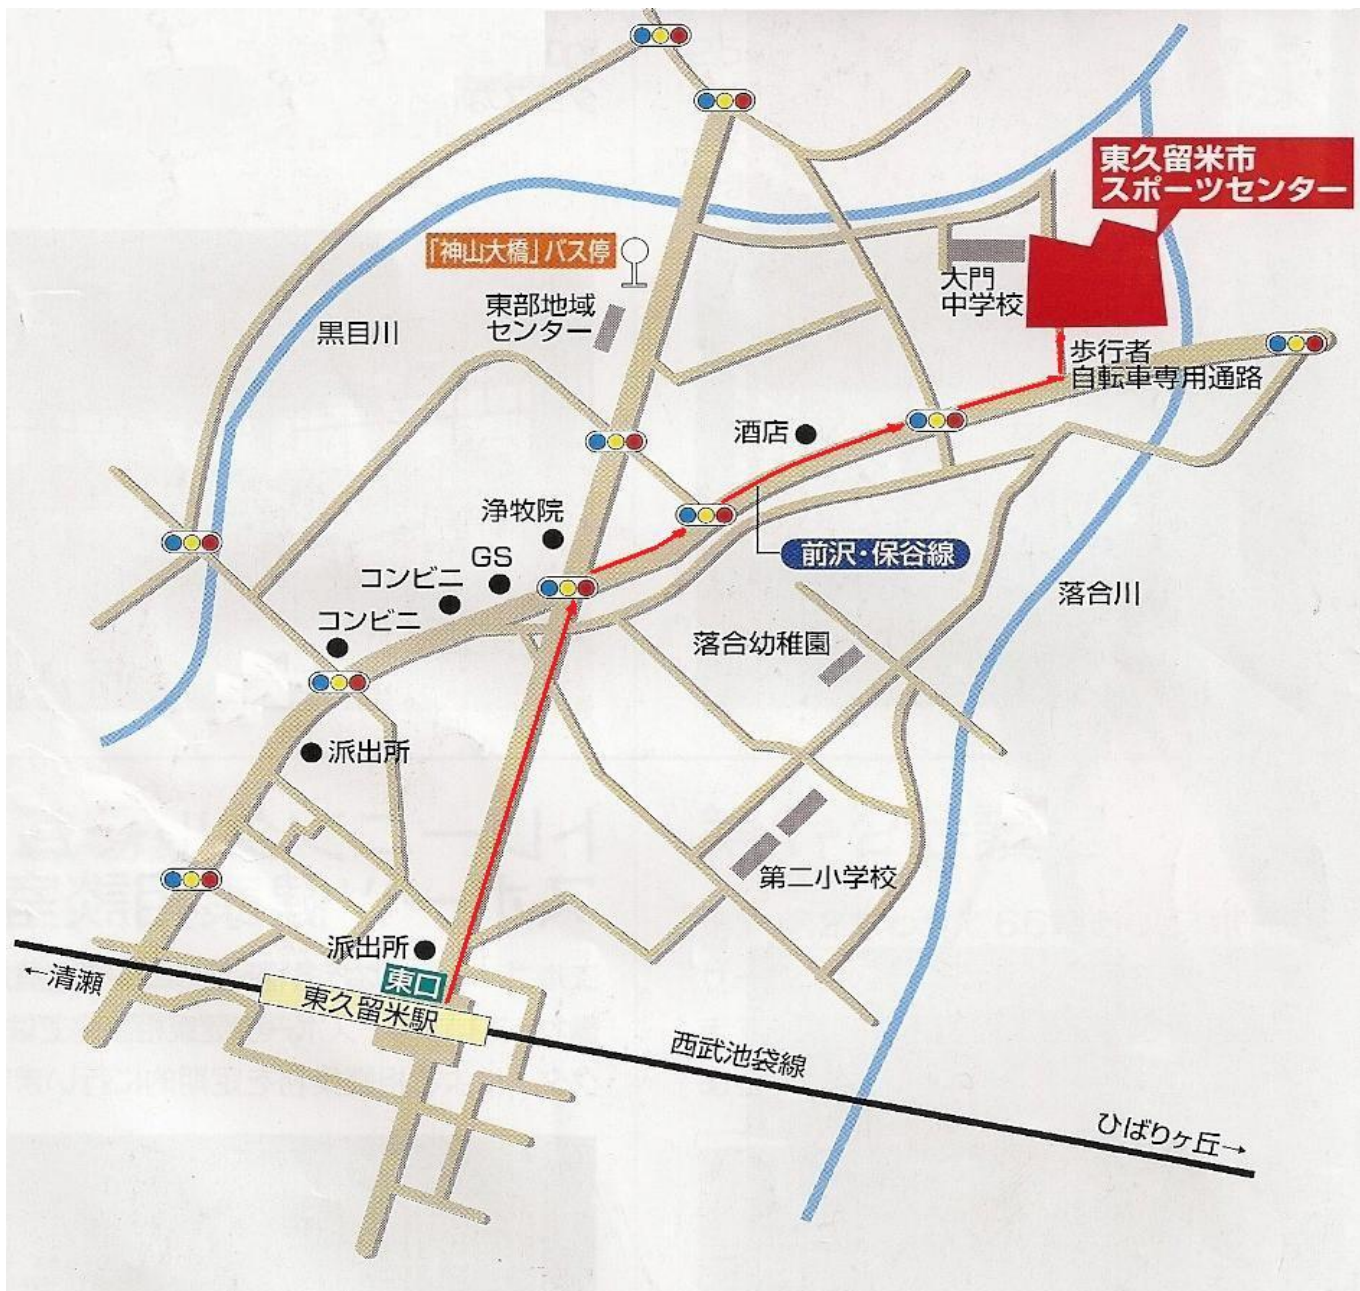 東久留米市
スポーツセンター
「神山大橋」バス停
東部地域
センター
大門
中学校
黒目川
歩行者
自転車専用通路
酒店
浄牧院
GS
前沢・保谷線
コンビニ
コンビニ
落合川
落合幼稚園
派出所
第二小学校
派出所
東口
←清瀬
東久留米駅
西武池袋線
ひばりヶ丘→